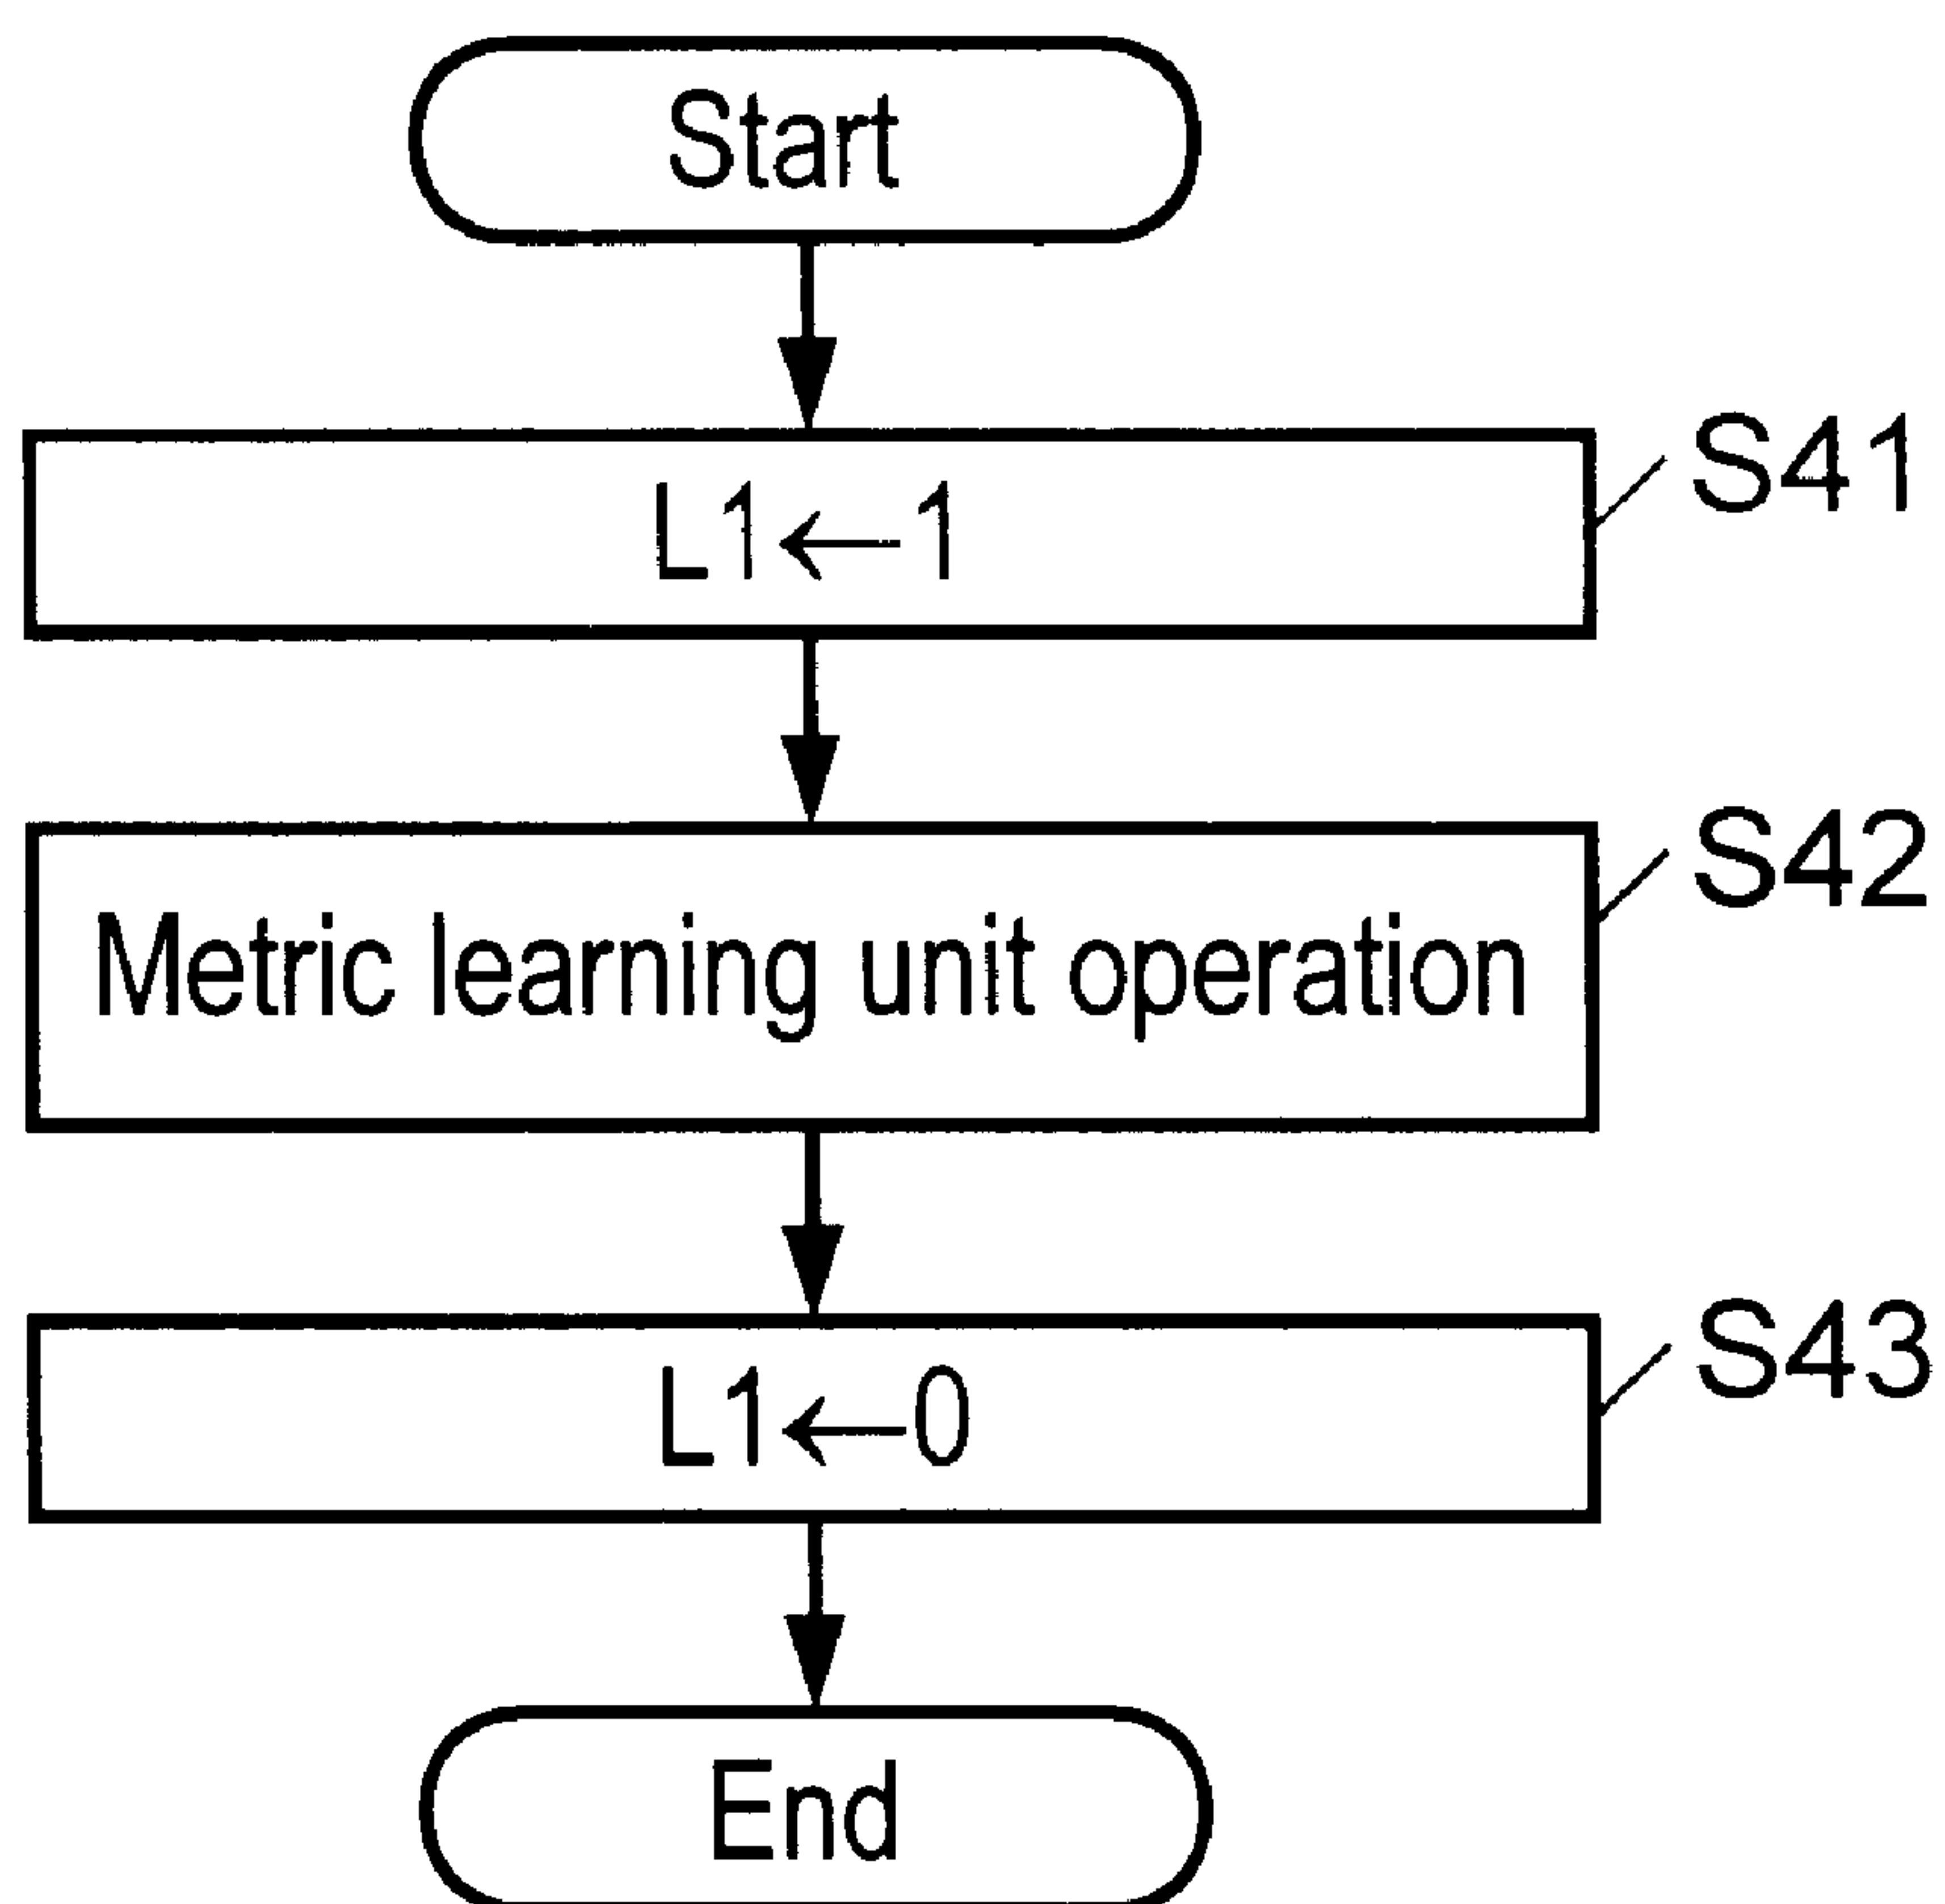 Start
L1←1
S41
Metric learning unit operation
S42
L1←0
S43
End